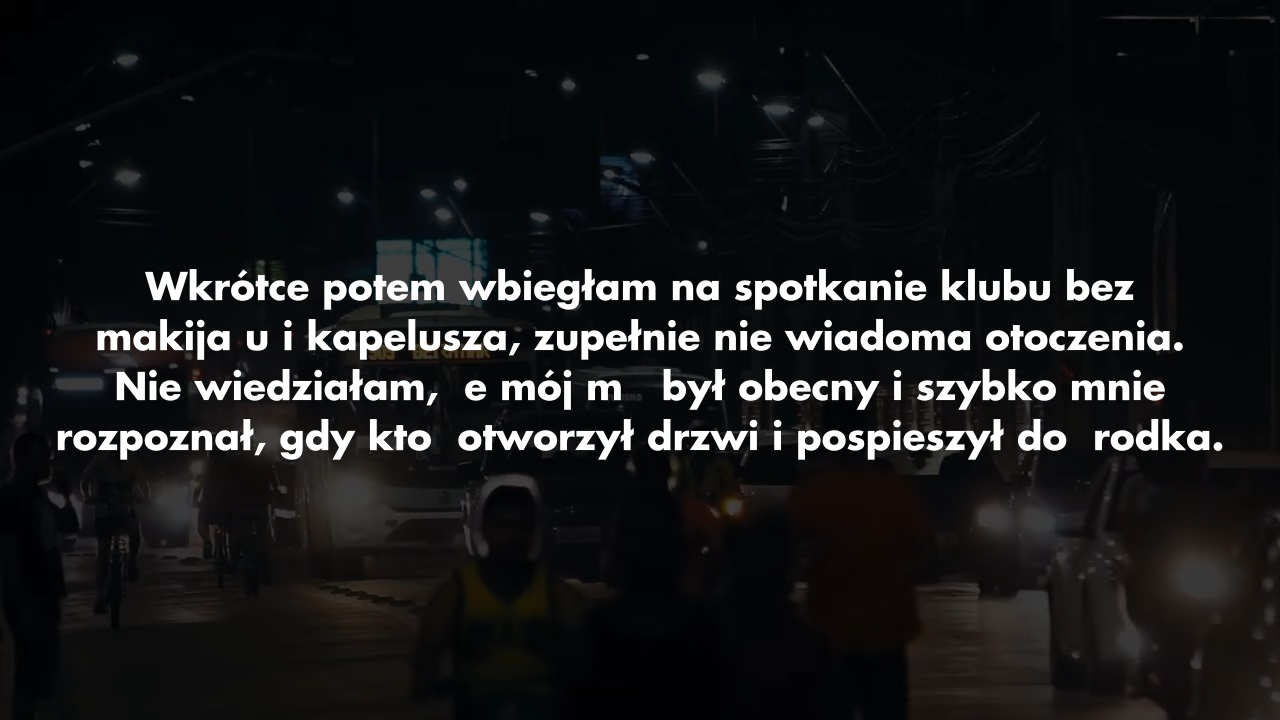 Wkrótce potem wbiegłam na spotkanie klubu bez
makija u i kapelusza, zupełnie nie wiadoma otoczenia.
Nie wiedziałam,  e mój m   był obecny i szybko mnie
rozpoznał, gdy kto  otworzył drzwi i pospieszył do  rodka.